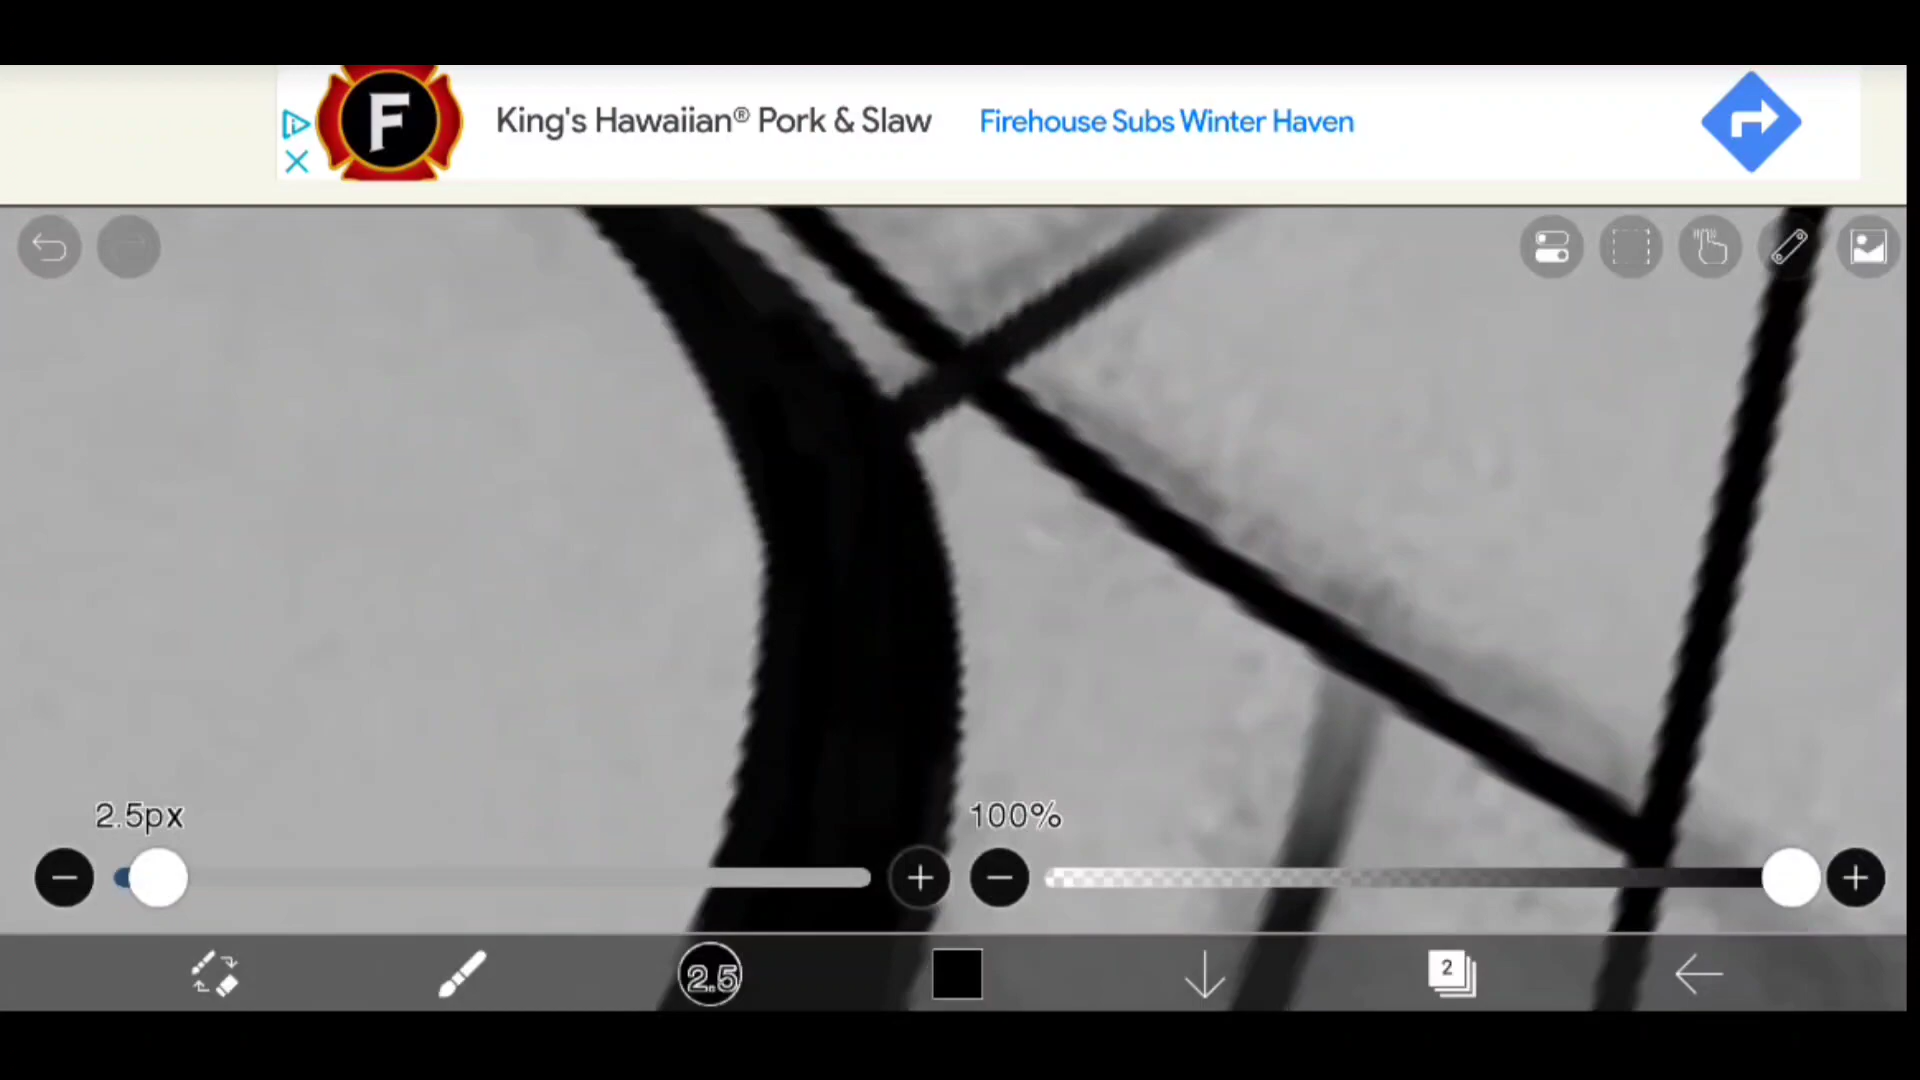 F
King's Hawaiian® Pork & Slaw
Firehouse Subs Winter Haven
2.5px
100%
2.5
2